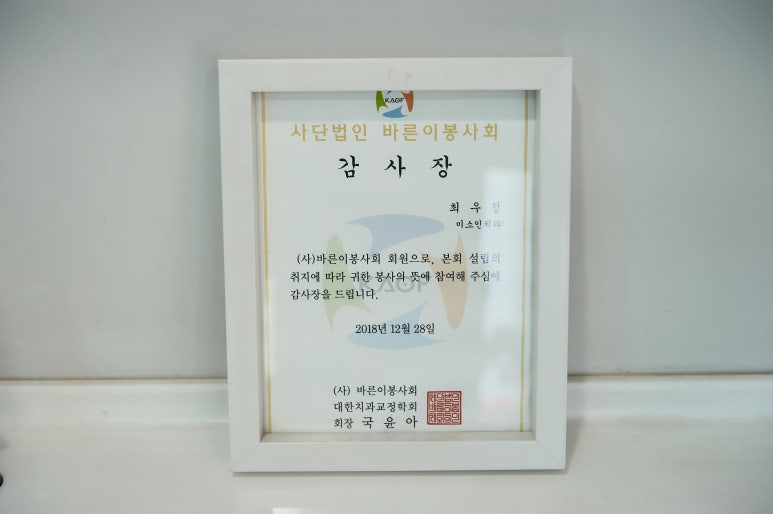 KAOF
사단법인 바른이봉사회
감 사 장
최 우 정
미소인치과
(사)바른이봉사회 회원으로, 본회 설립의
취지에 따라 귀한 봉사의 뜻에 참여해 주심에
감사장을 드립니다.
KAOF
2018년 12월 28일
(사) 바른이봉사회
대한치과교정학회
회장 국 윤 아